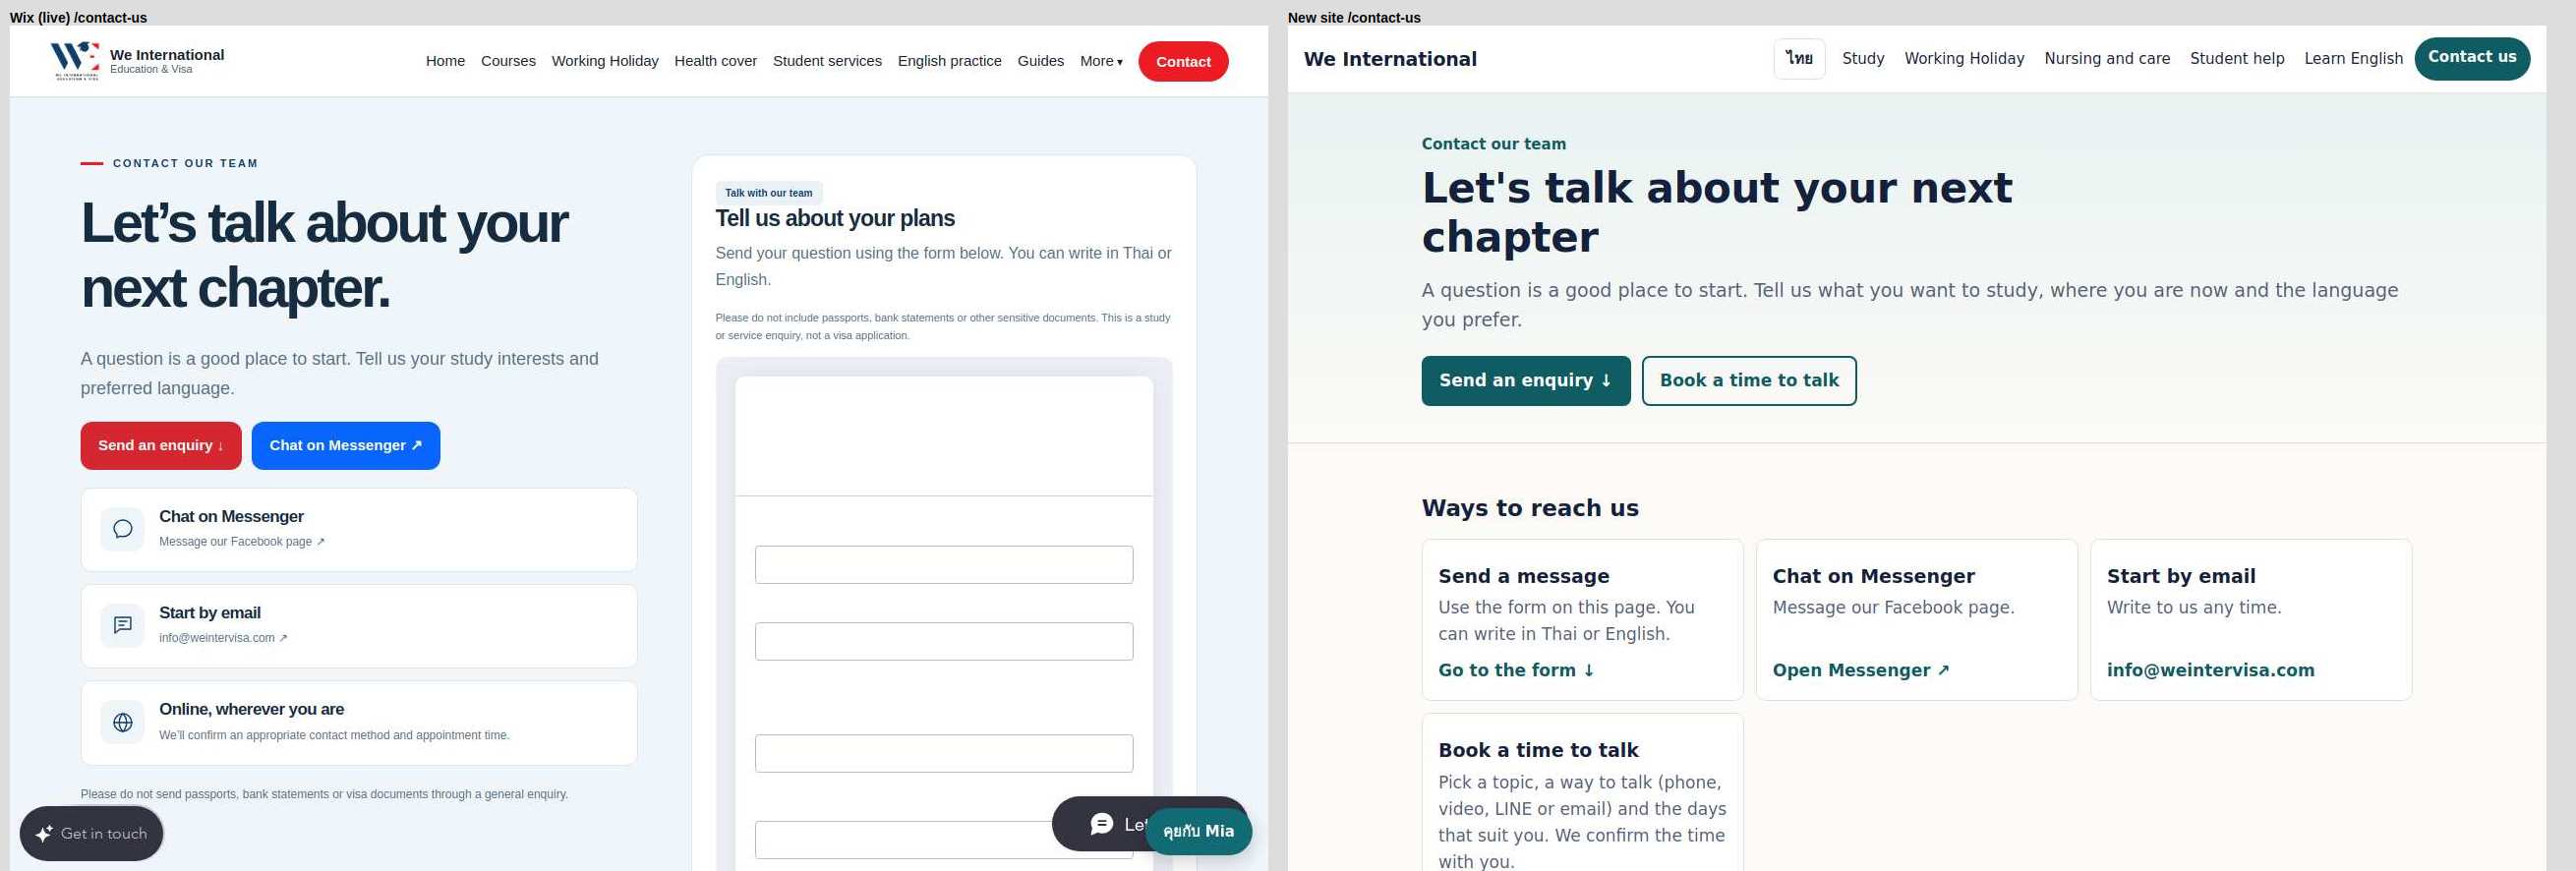 Wix (live) /contact-us
We International
Education & Visa
Home Courses Working Holiday Health cover Student services English practice Guides More ▾ Contact
CONTACT OUR TEAM
Let’s talk about your
next chapter.
A question is a good place to start. Tell us your study interests and
preferred language.
Send an enquiry ↓ Chat on Messenger ↗
Chat on Messenger
Message our Facebook page ↗
Start by email
info@weintervisa.com ↗
Online, wherever you are
We’ll confirm an appropriate contact method and appointment time.
Please do not send passports, bank statements or visa documents through a general enquiry.
Get in touch
Talk with our team
Tell us about your plans
Send your question using the form below. You can write in Thai or
English.
Please do not include passports, bank statements or other sensitive documents. This is a study
or service enquiry, not a visa application.
คุยกับ Mia
New site /contact-us
We International
ไทย Study Working Holiday Nursing and care Student help Learn English Contact us
Contact our team
Let's talk about your next
chapter
A question is a good place to start. Tell us what you want to study, where you are now and the language
you prefer.
Send an enquiry ↓ Book a time to talk
Ways to reach us
Send a message
Use the form on this page. You
can write in Thai or English.
Go to the form ↓
Chat on Messenger
Message our Facebook page.
Open Messenger ↗
Start by email
Write to us any time.
info@weintervisa.com
Book a time to talk
Pick a topic, a way to talk (phone,
video, LINE or email) and the days
that suit you. We confirm the time
with you.